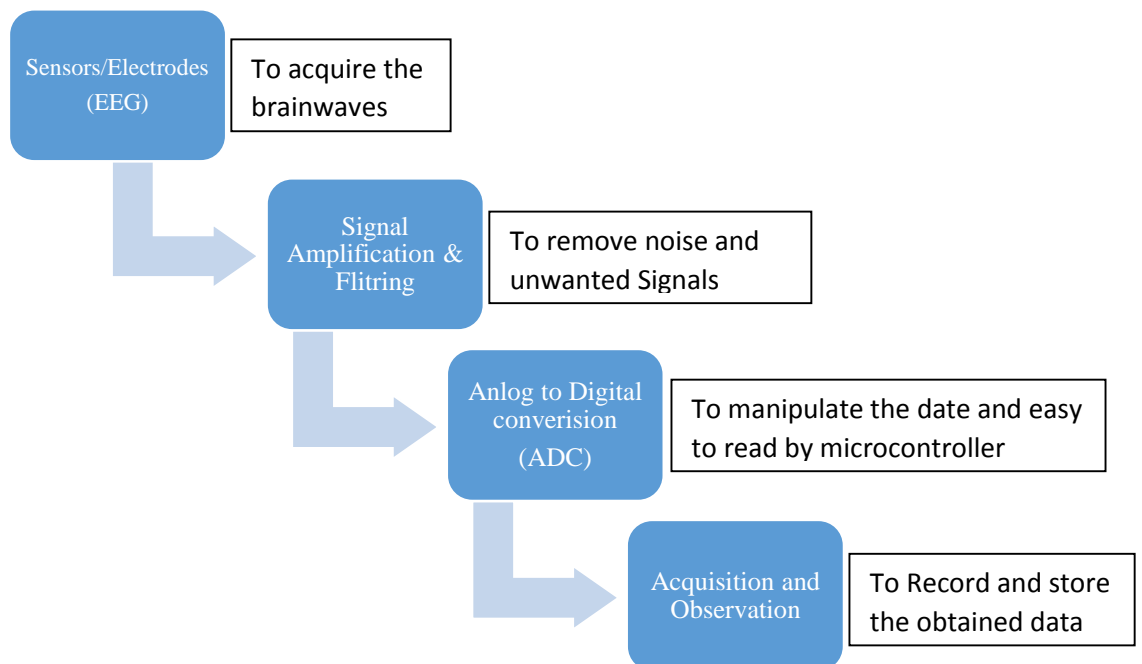 Sensors/Electrodes
(EEG)
To acquire the
brainwaves
Signal
Amplification &
Flitring
To remove noise and
unwanted Signals
Anlog to Digital
converision
(ADC)
To manipulate the date and easy
to read by microcontroller
Acquisition and
Observation
To Record and store
the obtained data